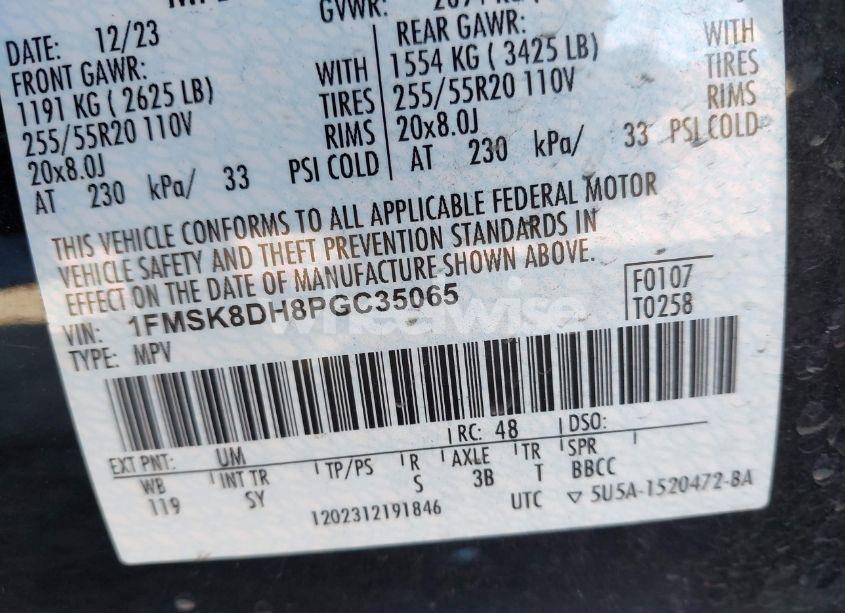 GVWR:
DATE: 12/23
FRONT GAWR:
1191 KG ( 2625 LB) WITH
255/55R20 110V TIRES
20x8.0J RIMS
AT 230 kPa/ 33 PSI COLD
REAR GAWR:
1554 KG ( 3425 LB) WITH
255/55R20 110V TIRES
20x8.0J RIMS
AT 230 kPa/ 33 PSI COLD
THIS VEHICLE CONFORMS TO ALL APPLICABLE FEDERAL MOTOR
VEHICLE SAFETY AND THEFT PREVENTION STANDARDS IN
EFFECT ON THE DATE OF MANUFACTURE SHOWN ABOVE.
VIN: 1FMSK8DH8PGC35065
TYPE: MPV
F0107
T0258
wheelwise
RC: 48 DSO:
EXT PNT: UM
WB INT TR TP/PS R AXLE TR SPR
119 SY S 3B T BBCC
1202312191846 UTC ▽ 5U5A-1520472-BA